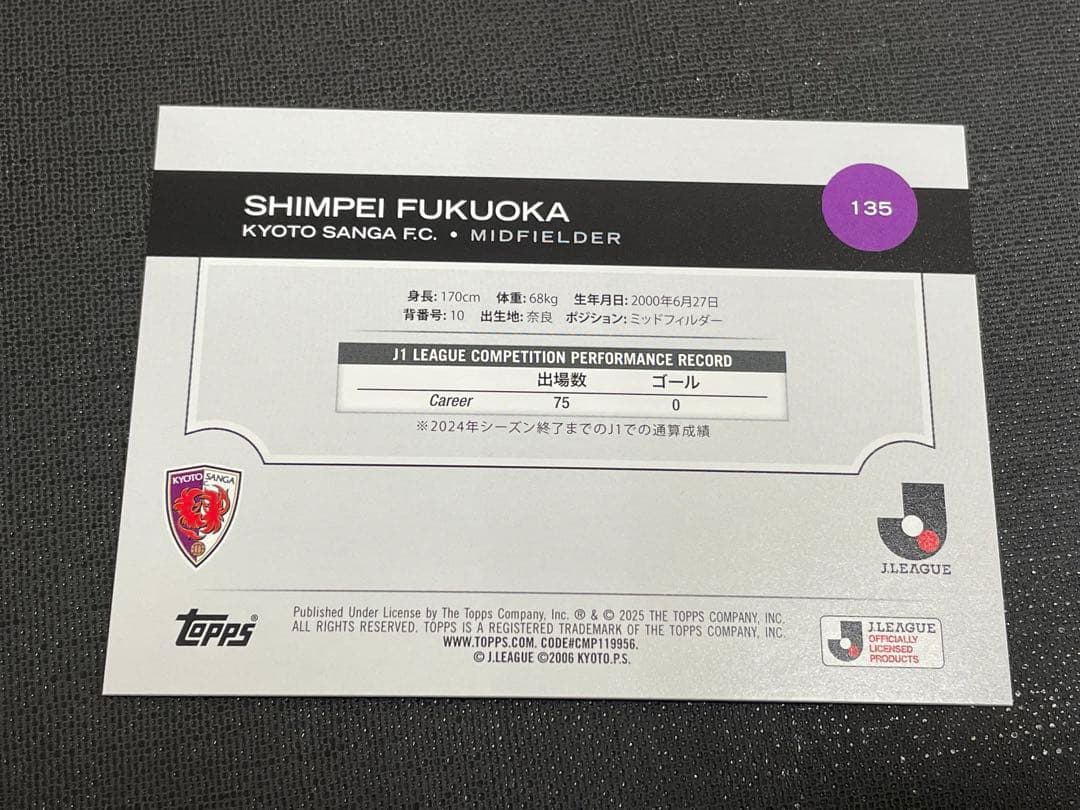 SHIMPEI FUKUOKA
135
KYOTO SANGA F.C. • MIDFIELDER
身長: 170cm 体重: 68kg 生年月日: 2000年6月27日
背番号: 10 出生地: 奈良 ポジション: ミッドフィルダー
J1 LEAGUE COMPETITION PERFORMANCE RECORD
出場数 ゴール
Career 75 0
※2024年シーズン終了までのJ1での通算成績
KYOTO SANGA
J.LEAGUE
Topps®
Published Under License by The Topps Company, Inc. ® & © 2025 THE TOPPS COMPANY, INC.
ALL RIGHTS RESERVED. TOPPS IS A REGISTERED TRADEMARK OF THE TOPPS COMPANY, INC.
WWW.TOPPS.COM. CODE#CMP119956.
© J.LEAGUE ©2006 KYOTO.P.S.
J.LEAGUE
OFFICIALLY
LICENSED
PRODUCTS